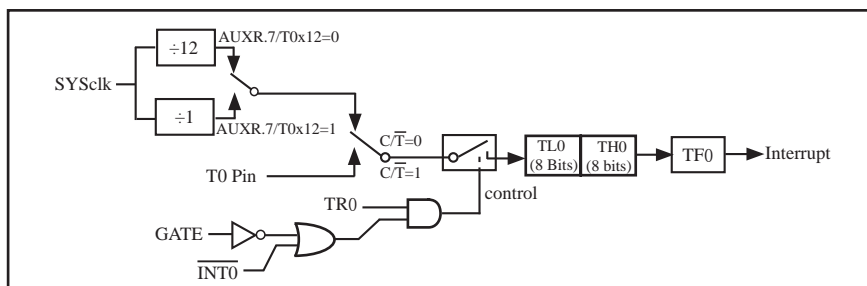 ÷12
AUXR.7/T0x12=0
SYSclk
÷1
AUXR.7/T0x12=1
C/T̅=0
C/T̅=1
T0 Pin
TL0
(8 Bits)
TH0
(8 bits)
TF0
Interrupt
control
TR0
GATE
I̅N̅T̅0̅